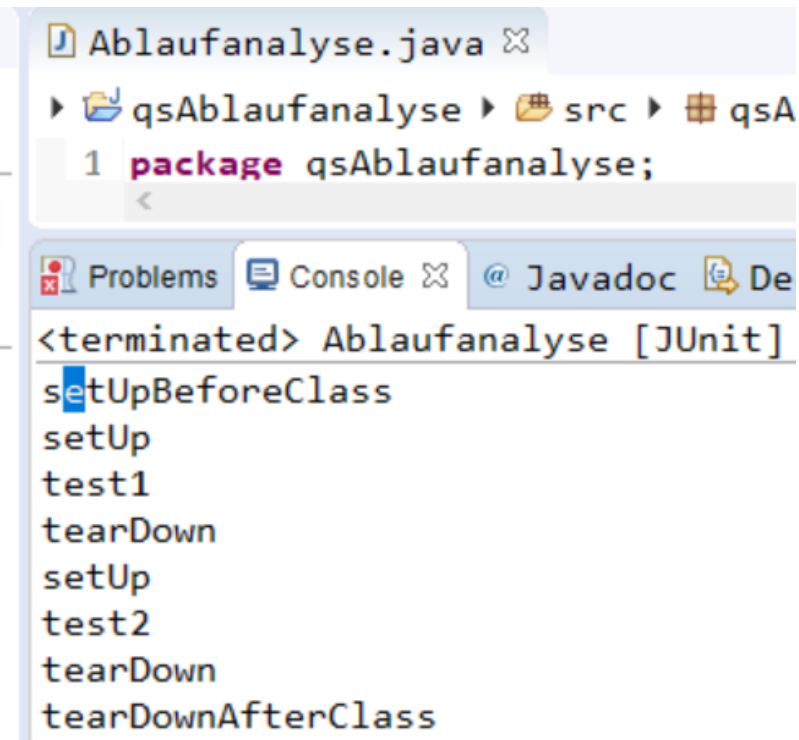 Ablaufanalyse.java
qsAblaufanalyse src qsA
1 package qsAblaufanalyse;
Problems Console @ Javadoc De
<terminated> Ablaufanalyse [JUnit]
setUpBeforeClass
setUp
test1
tearDown
setUp
test2
tearDown
tearDownAfterClass